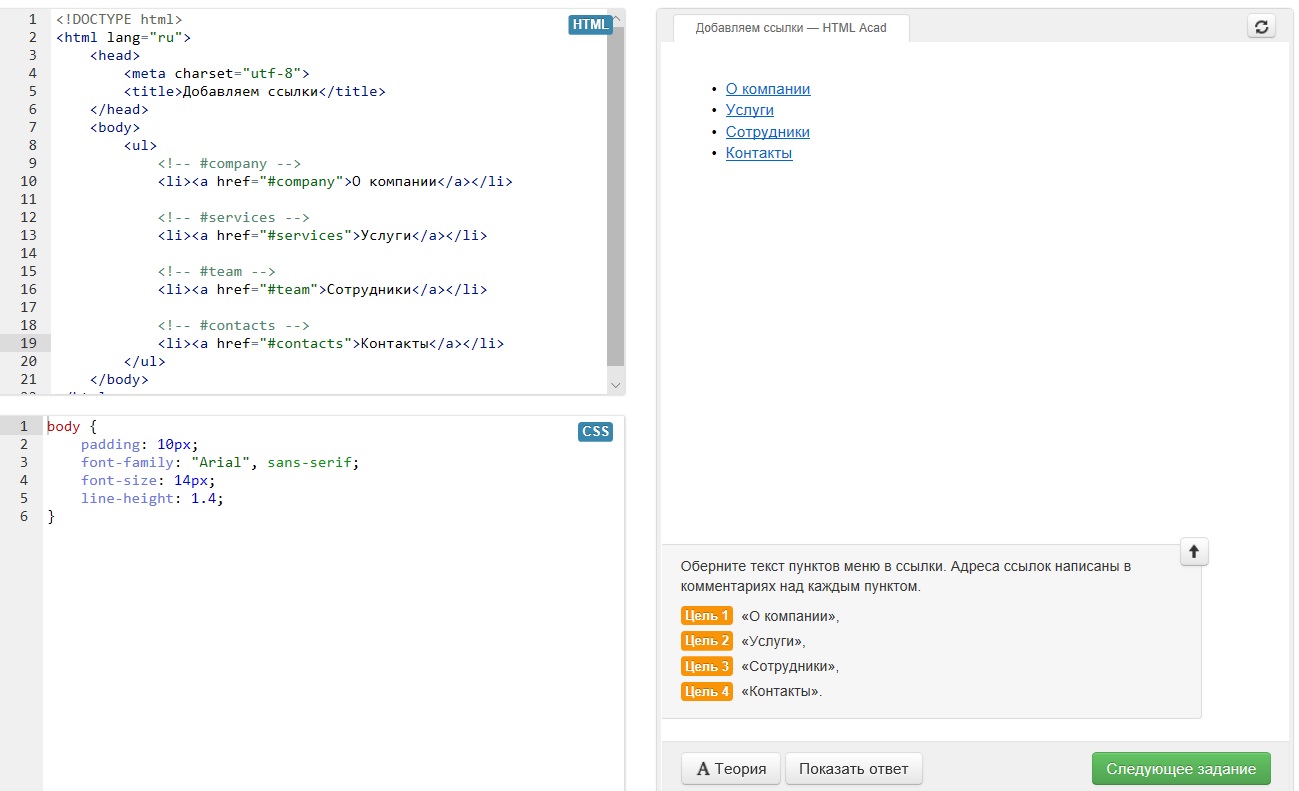 1 <!DOCTYPE html>
HTML
2 <html lang="ru">
3 <head>
4 <meta charset="utf-8">
5 <title>Добавляем ссылки</title>
6 </head>
7 <body>
8 <ul>
9 <!-- #company -->
10 <li><a href="#company">О компании</a></li>
11
12 <!-- #services -->
13 <li><a href="#services">Услуги</a></li>
14
15 <!-- #team -->
16 <li><a href="#team">Сотрудники</a></li>
17
18 <!-- #contacts -->
19 <li><a href="#contacts">Контакты</a></li>
20 </ul>
21 </body>
1 body {
CSS
2 padding: 10px;
3 font-family: "Arial", sans-serif;
4 font-size: 14px;
5 line-height: 1.4;
6 }
Добавляем ссылки — HTML Acad
• О компании
• Услуги
• Сотрудники
• Контакты
Оберните текст пунктов меню в ссылки. Адреса ссылок написаны в
комментариях над каждым пунктом.
Цель 1 «О компании»,
Цель 2 «Услуги»,
Цель 3 «Сотрудники»,
Цель 4 «Контакты».
A Теория
Показать ответ
Следующее задание